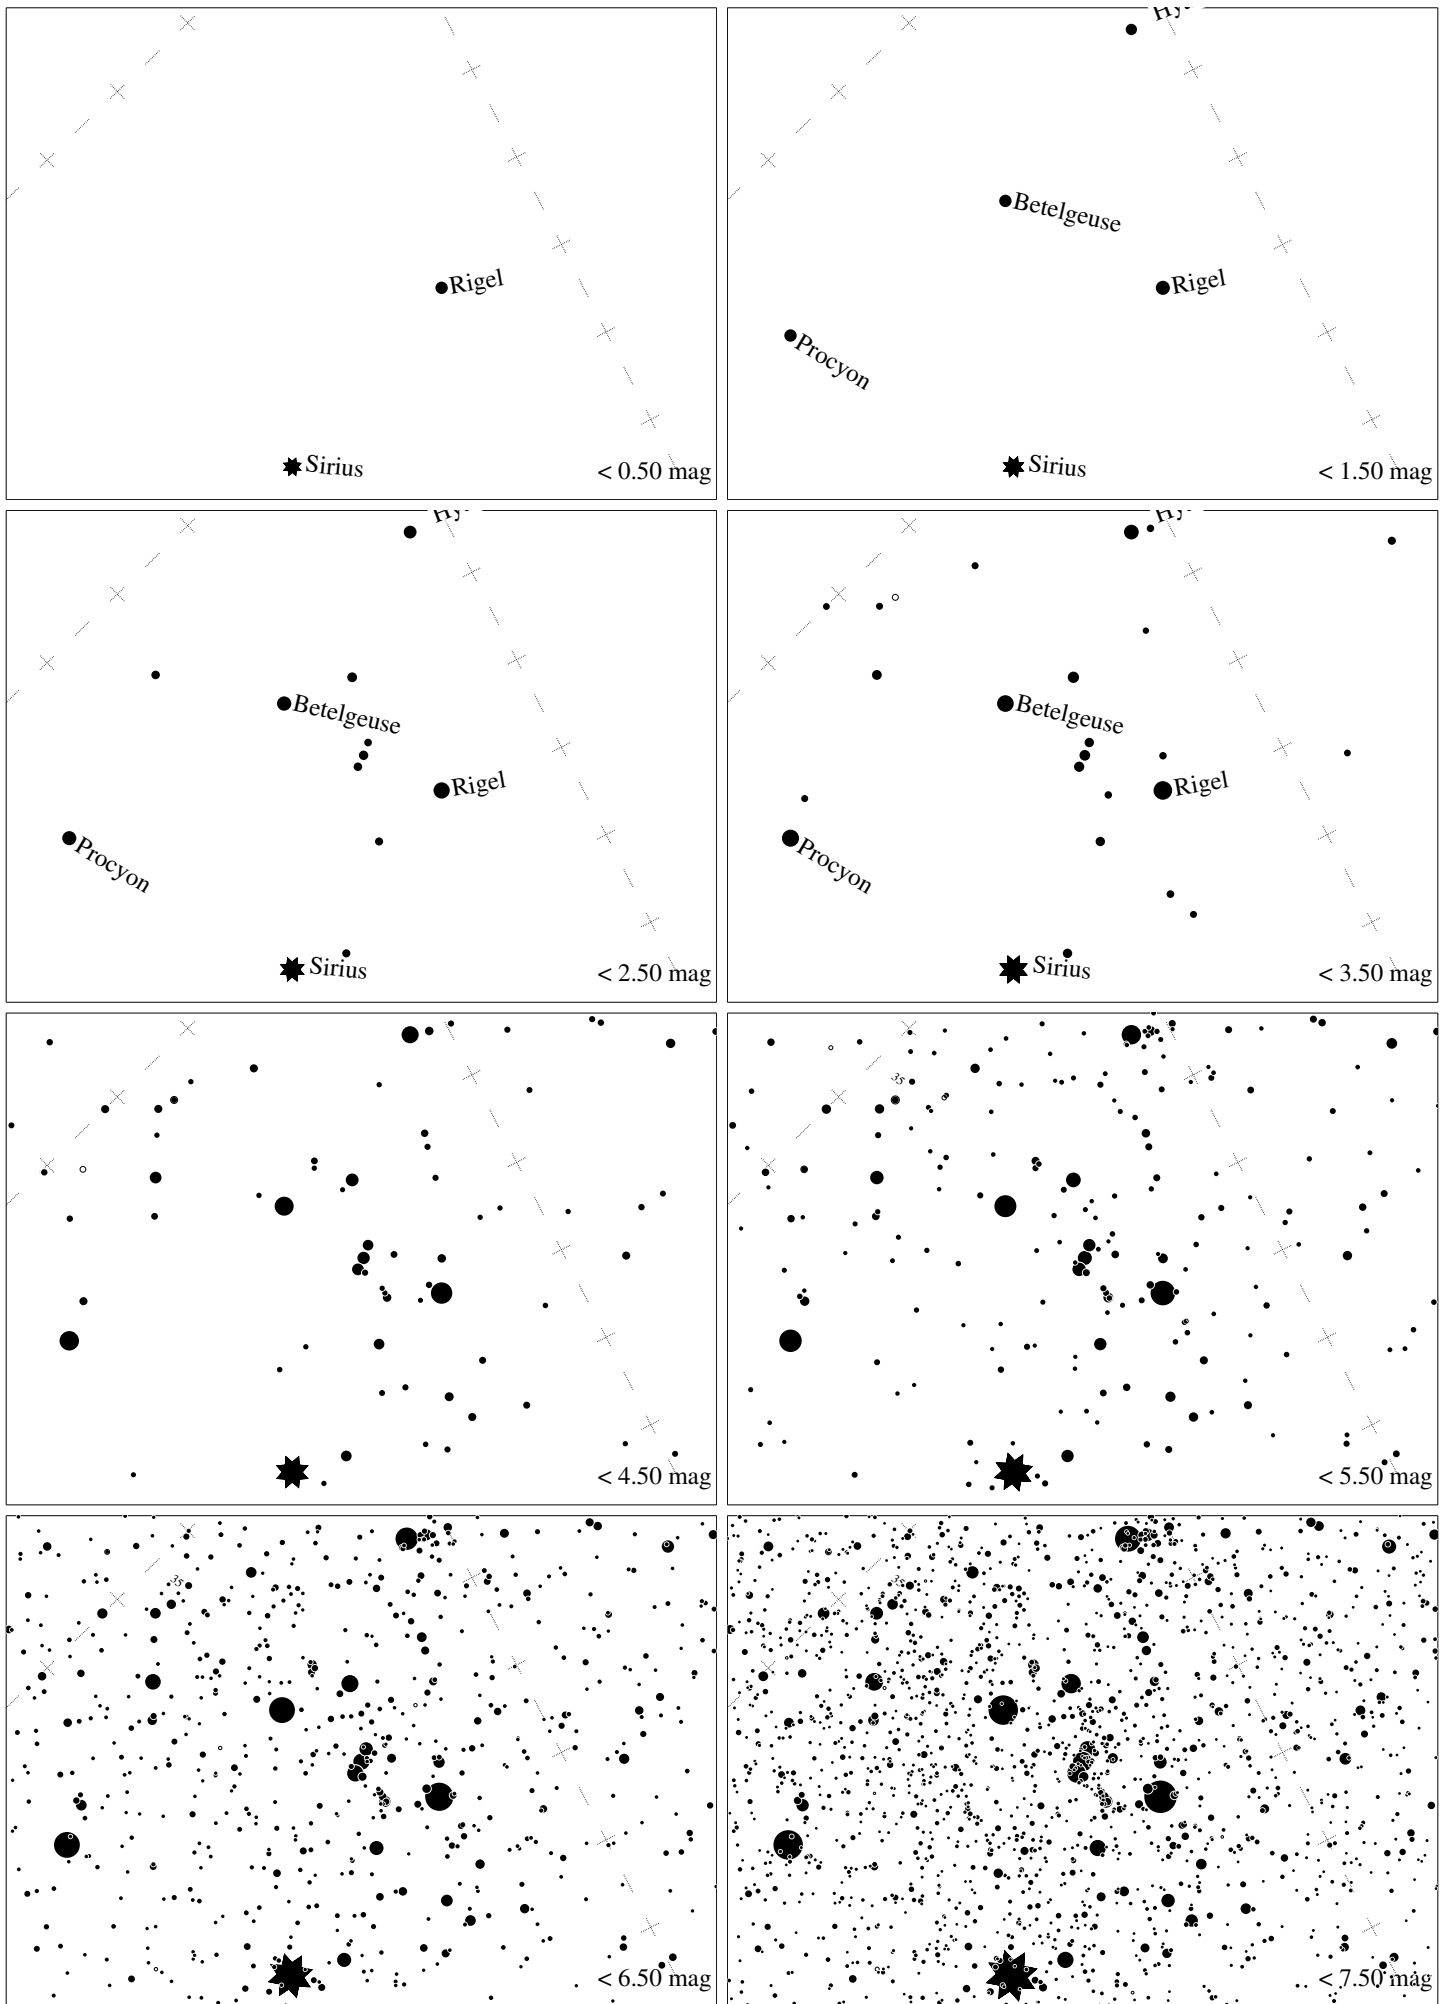 Rigel
Sirius
< 0.50 mag
Betelgeuse
Rigel
Procyon
Sirius
< 1.50 mag
Betelgeuse
Rigel
Procyon
Sirius
< 2.50 mag
Betelgeuse
Rigel
Procyon
Sirius
< 3.50 mag
< 4.50 mag
35
< 5.50 mag
35
< 6.50 mag
35
< 7.50 mag